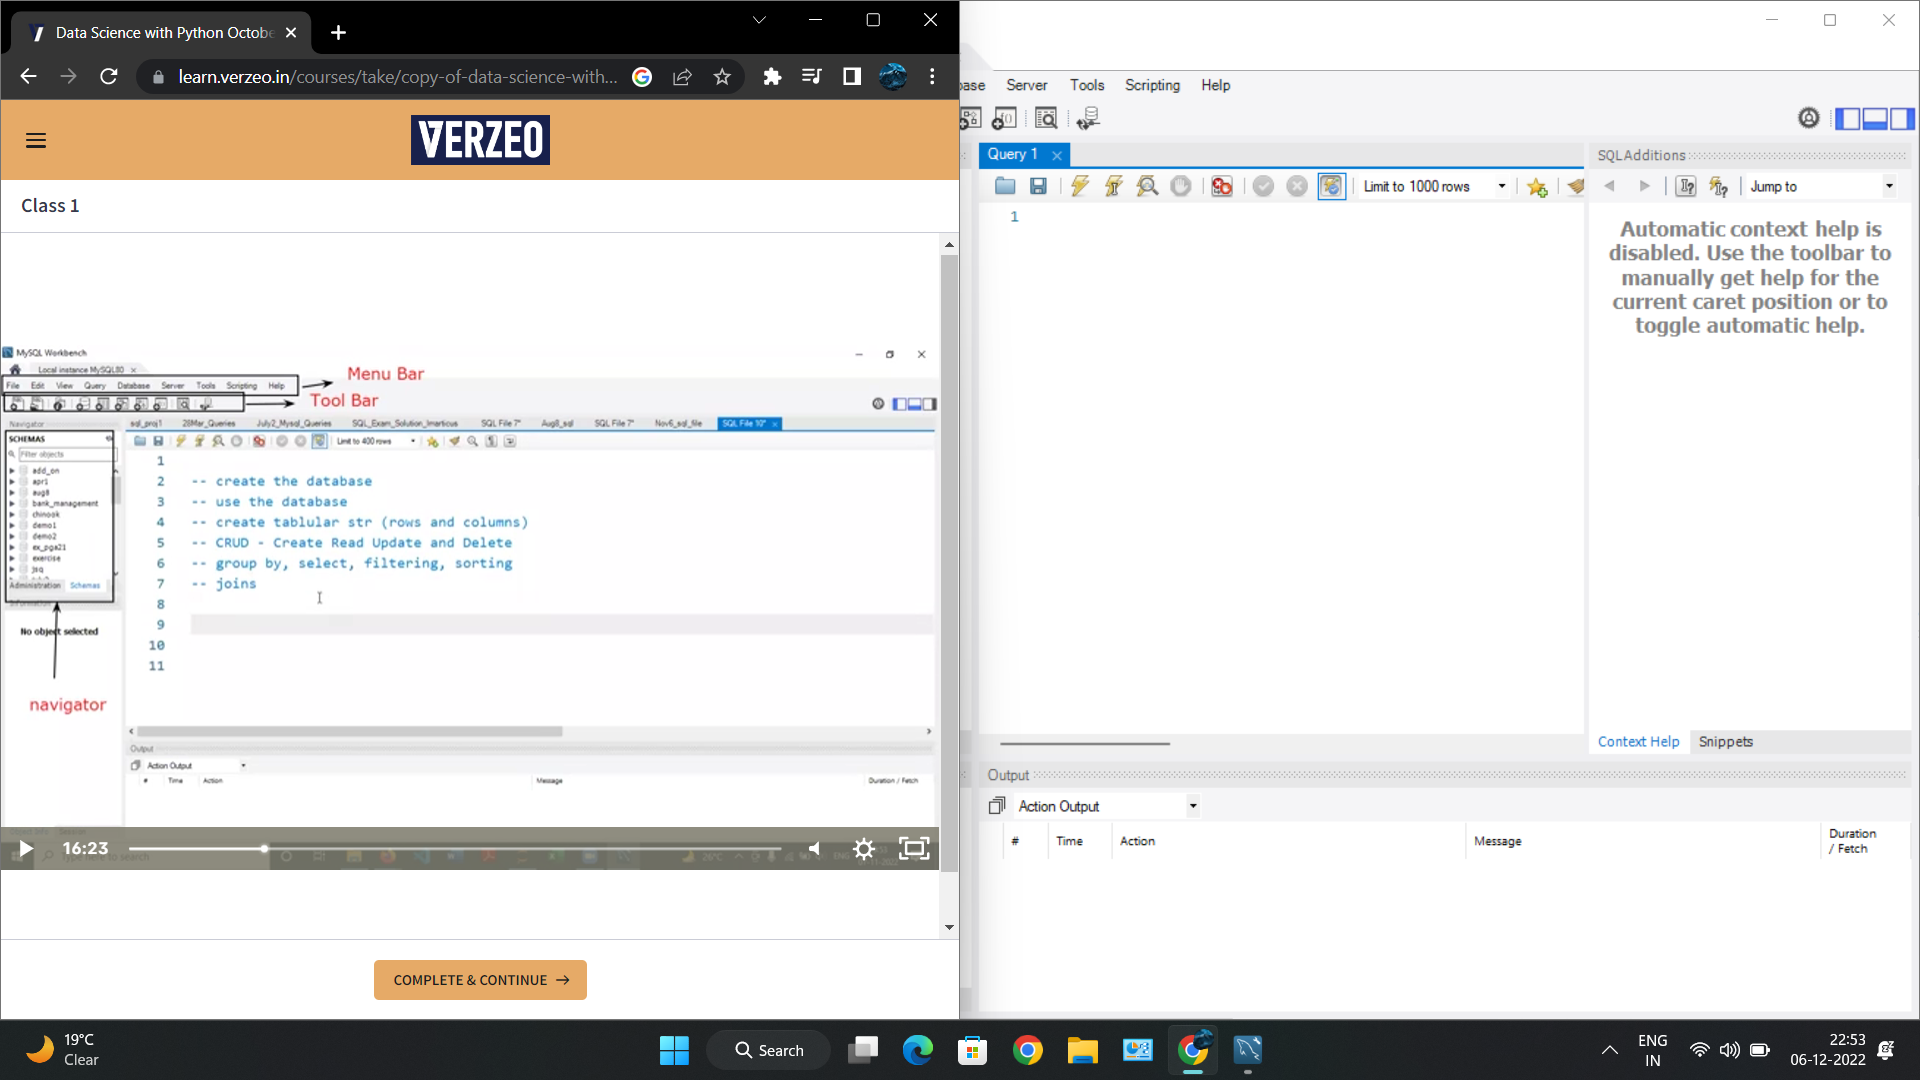 Data Science with Python Octobe
learn.verzeo.in/courses/take/copy-of-data-science-with...
VERZEO
Class 1
MySQL Workbench
Local instance MySQL80
File Edit View Query Database Server Tools Scripting Help
Menu Bar
Tool Bar
Navigator
sql_proj1 28Mar_Queries July2_Mysql_Queries SQL_Exam_Solution_Imarticus SQL File 7* Aug8_sql SQL File 7* Nov6_sql_file SQL File 10*
SCHEMAS
Limit to 400 rows
Filter objects
add_on
apr1
aug8
bank_management
chinook
demo1
demo2
ex_pga21
exercise
jsq
Administration Schemas
No object selected
navigator
1
2 -- create the database
3 -- use the database
4 -- create tablular str (rows and columns)
5 -- CRUD - Create Read Update and Delete
6 -- group by, select, filtering, sorting
7 -- joins
8
9
10
11
Output
Action Output
# Time Action Message Duration / Fetch
16:23
COMPLETE & CONTINUE →
base Server Tools Scripting Help
Query 1
Limit to 1000 rows
1
SQLAdditions
Jump to
Automatic context help is
disabled. Use the toolbar to
manually get help for the
current caret position or to
toggle automatic help.
Context Help Snippets
Output
Action Output
# Time Action Message Duration
/ Fetch
19°C
Clear
Search
ENG
IN
22:53
06-12-2022